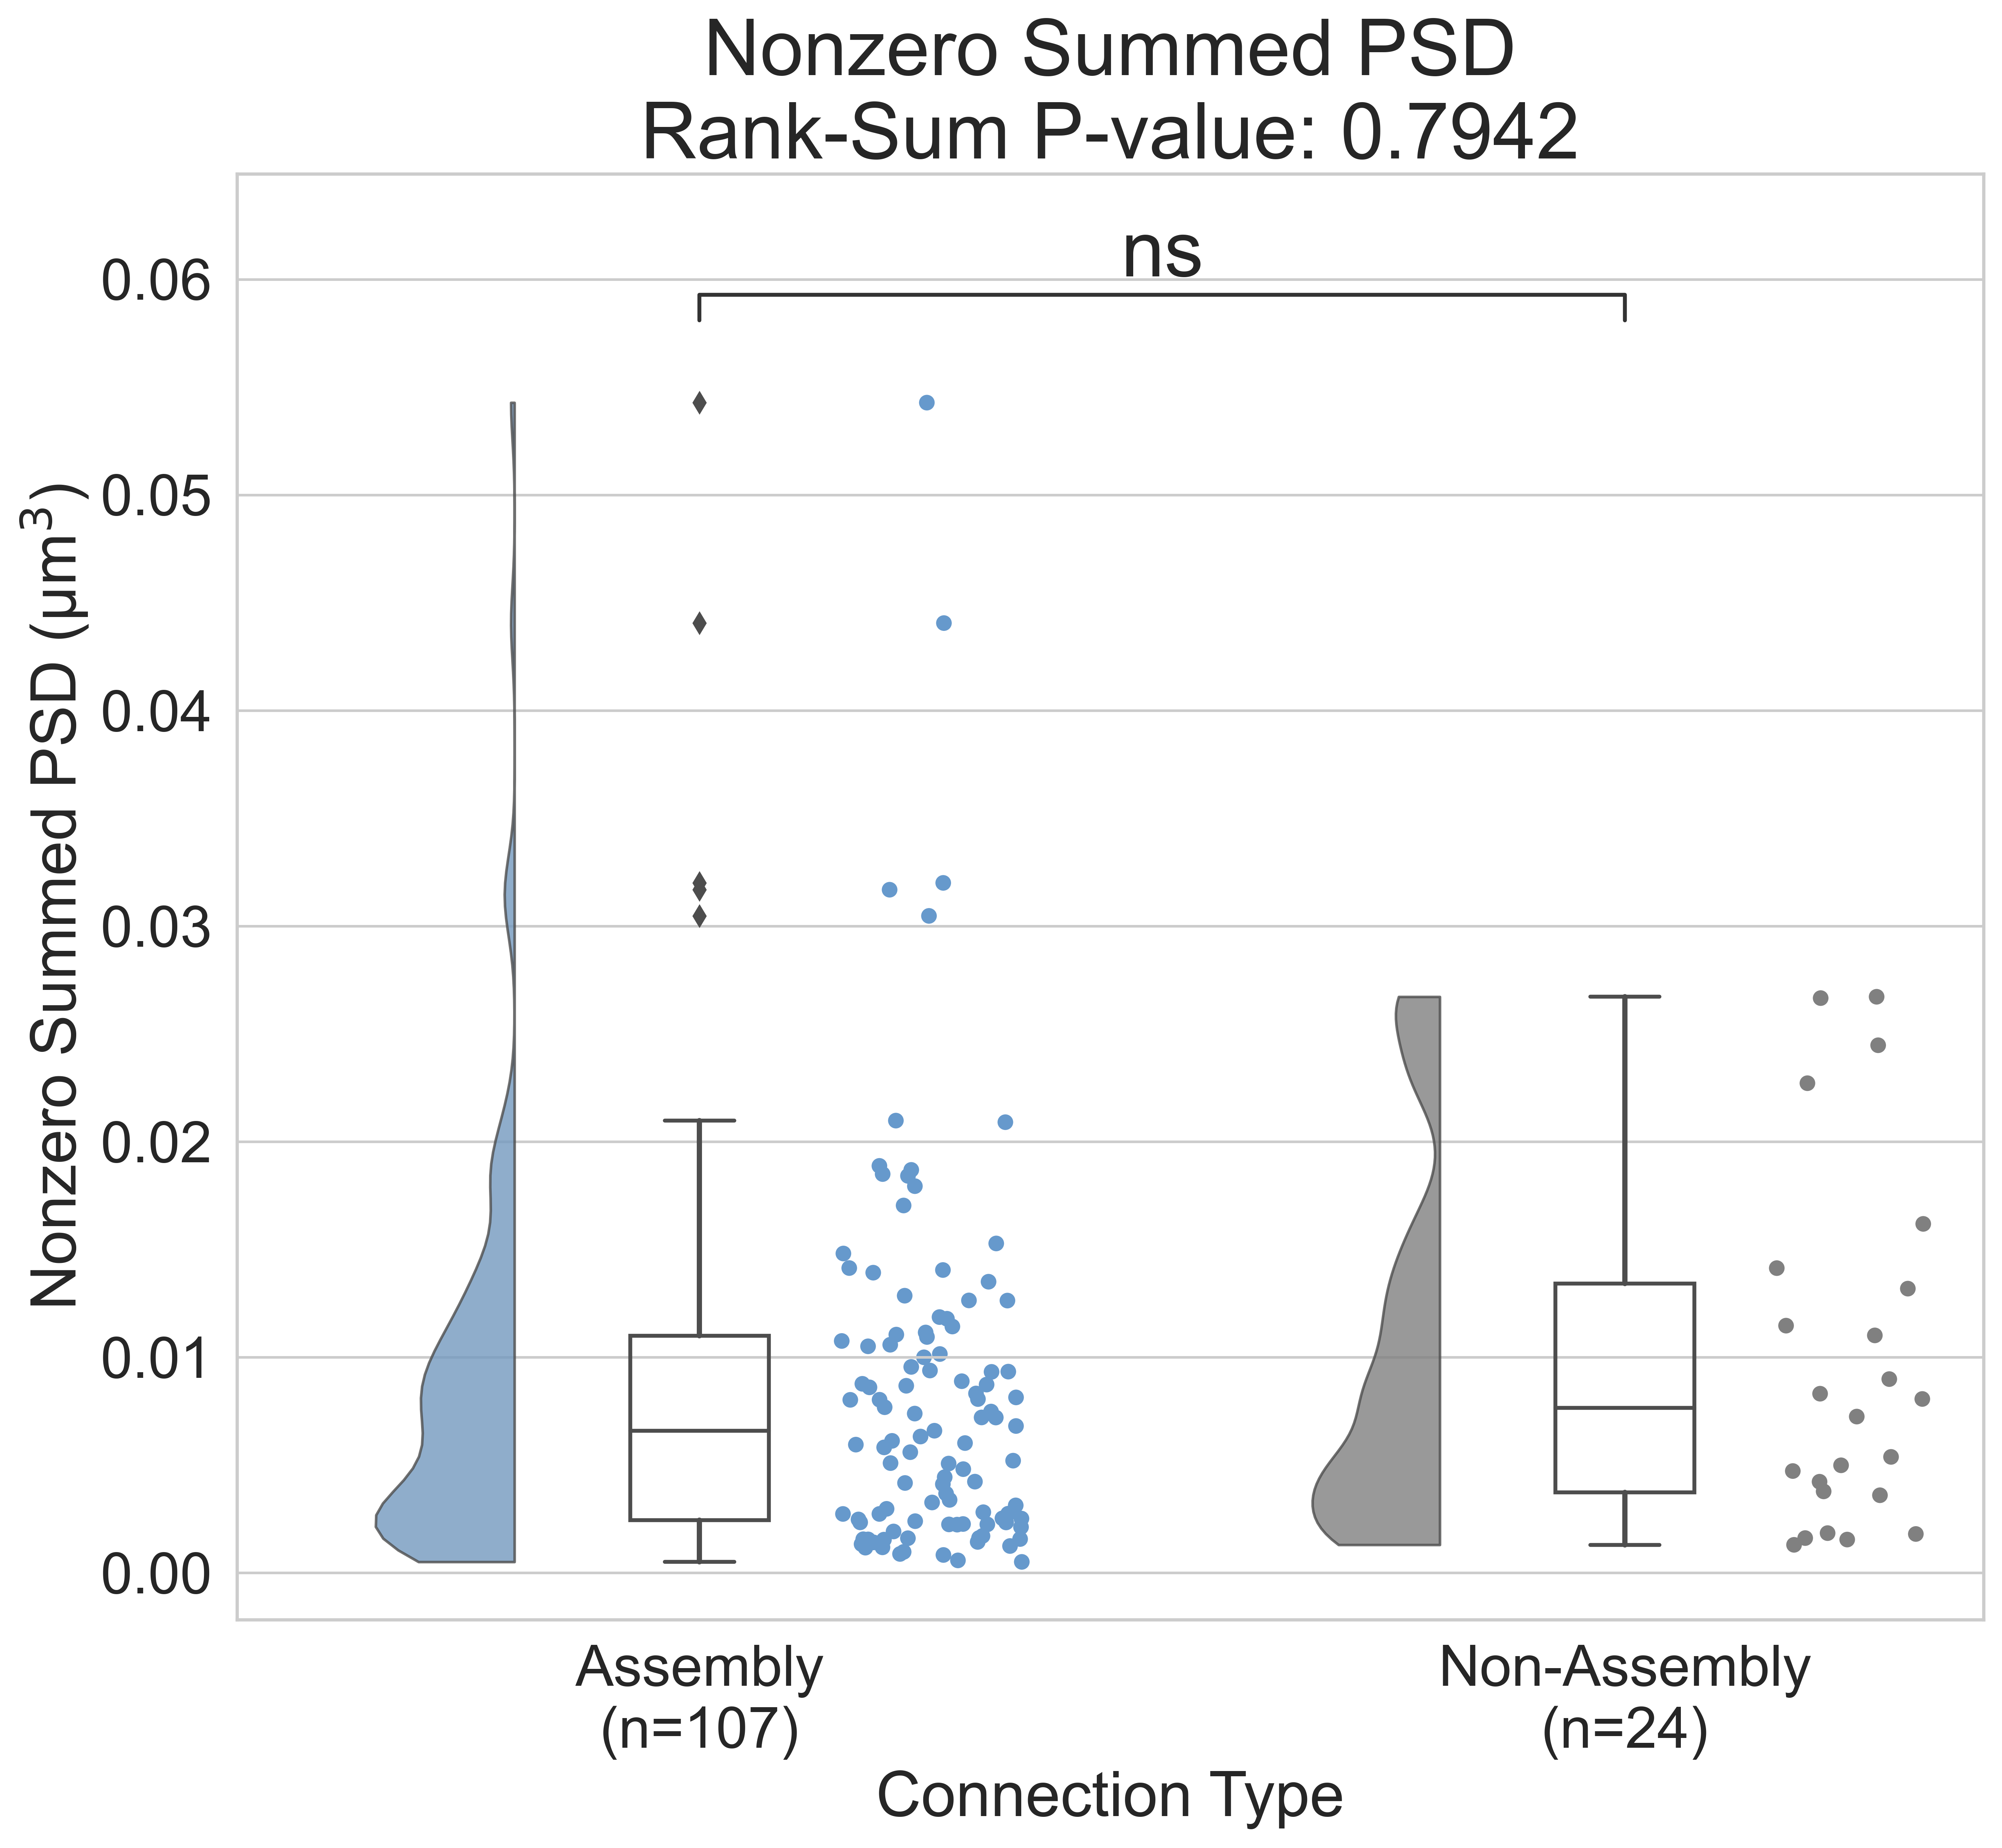 Nonzero Summed PSD
Rank-Sum P-value: 0.7942
ns
0.06
0.05
0.04
0.03
0.02
0.01
0.00
Nonzero Summed PSD (µm³)
Assembly
(n=107)
Non-Assembly
(n=24)
Connection Type